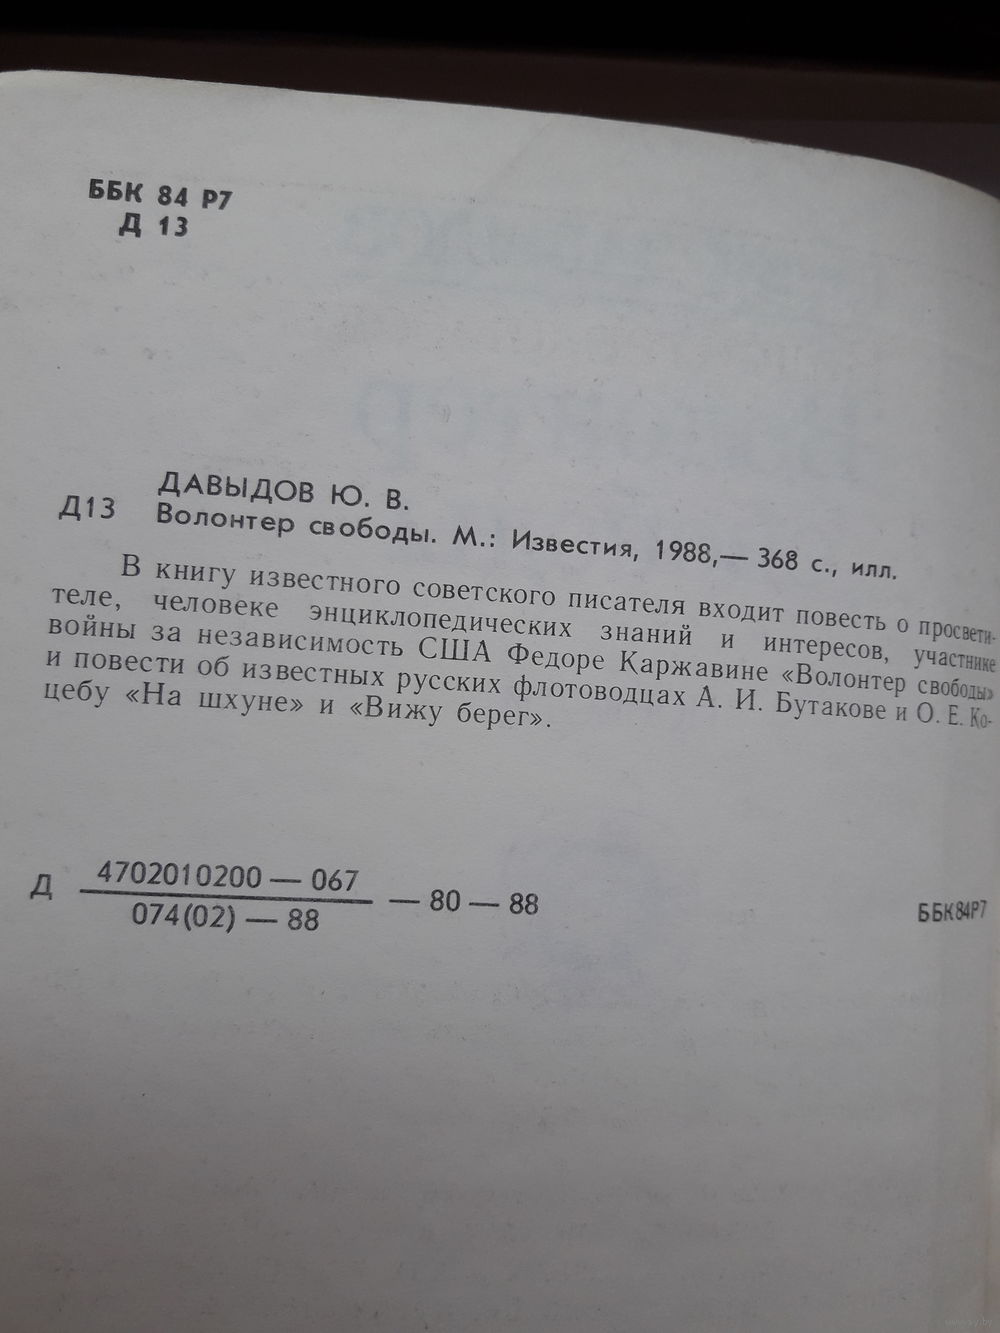 ББК 84 Р7
Д 13
ДАВЫДОВ Ю. В.
Д13 Волонтер свободы. М.: Известия, 1988,— 368 с., илл.
В книгу известного советского писателя входит повесть о просвети-
теле, человеке энциклопедических знаний и интересов, участнике
войны за независимость США Федоре Каржавине «Волонтер свободы»
и повести об известных русских флотоводцах А. И. Бутакове и О. Е. Ко-
цебу «На шхуне» и «Вижу берег».
4702010200 — 067
Д — 80 — 88
074(02) — 88
ББК84Р7